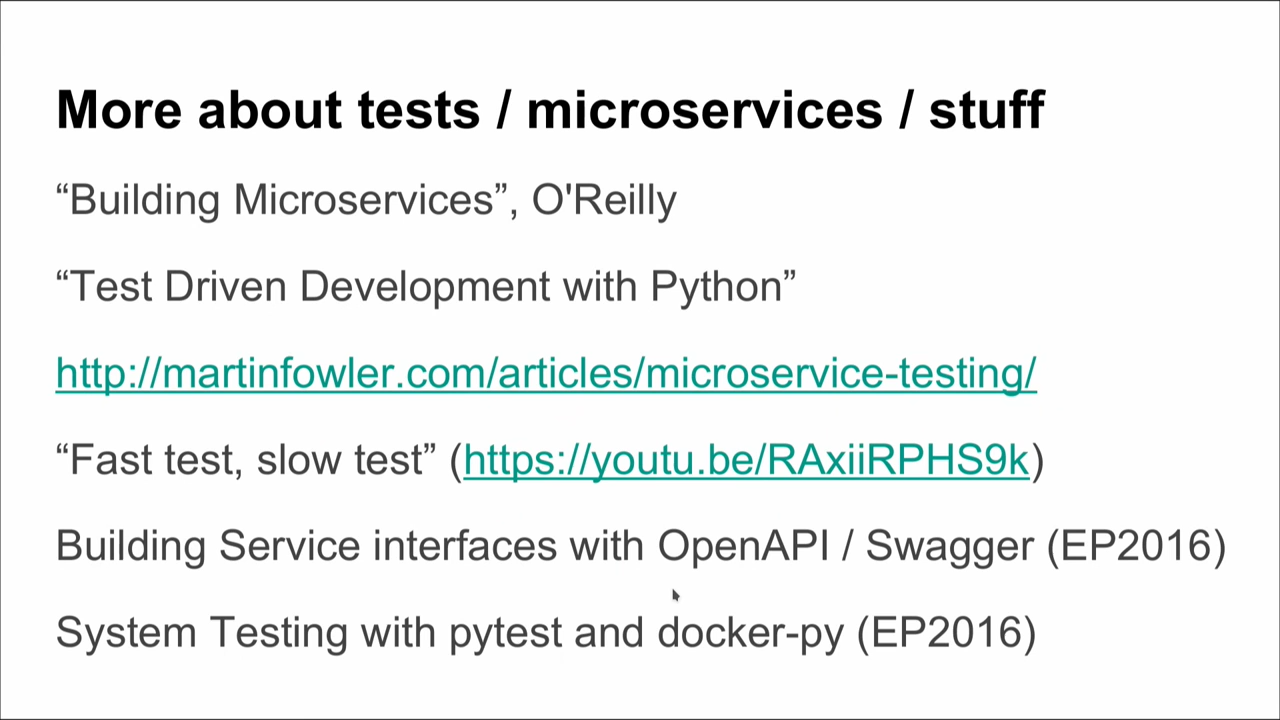 More about tests / microservices / stuff
“Building Microservices”, O'Reilly
“Test Driven Development with Python”
http://martinfowler.com/articles/microservice-testing/
“Fast test, slow test” (https://youtu.be/RAxiiRPHS9k)
Building Service interfaces with OpenAPI / Swagger (EP2016)
System Testing with pytest and docker-py (EP2016)